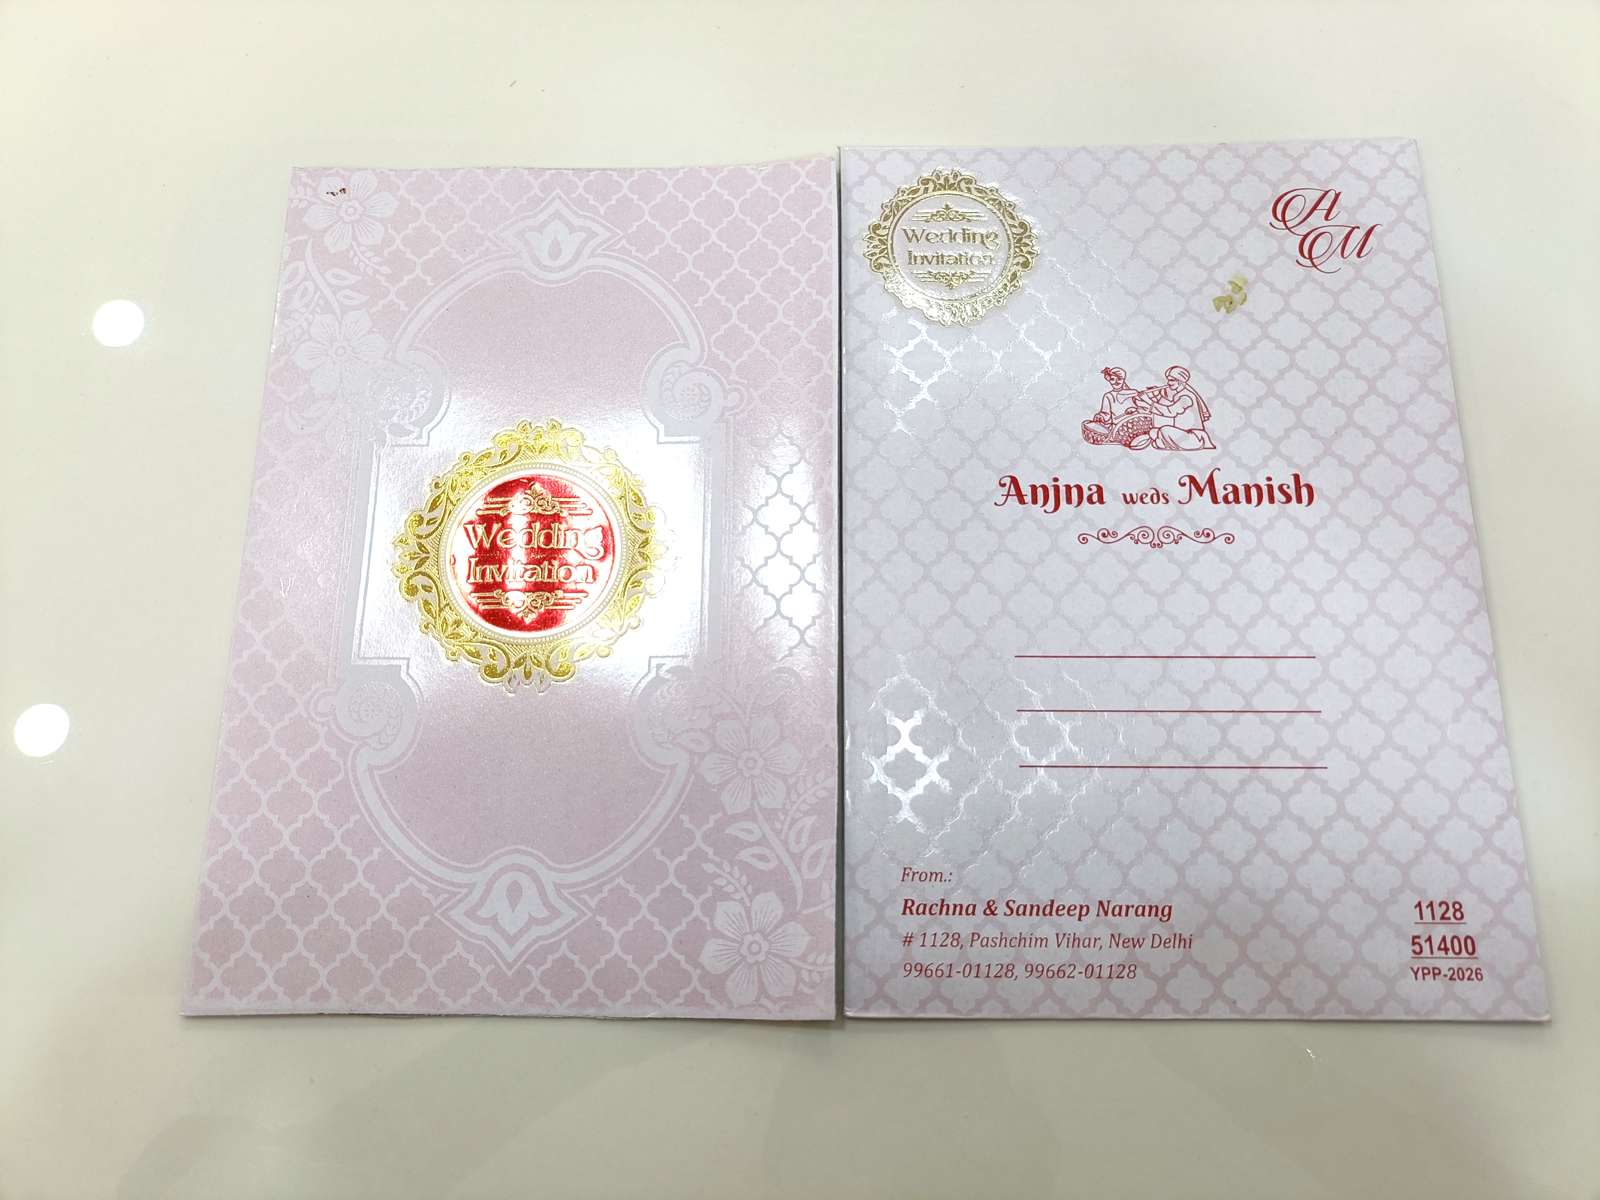 Wedding
Invitation
Wedding
Invitation
A
M
Anjna weds Manish
From.:
Rachna & Sandeep Narang
# 1128, Pashchim Vihar, New Delhi
99661-01128, 99662-01128
1128
51400
YPP-2026